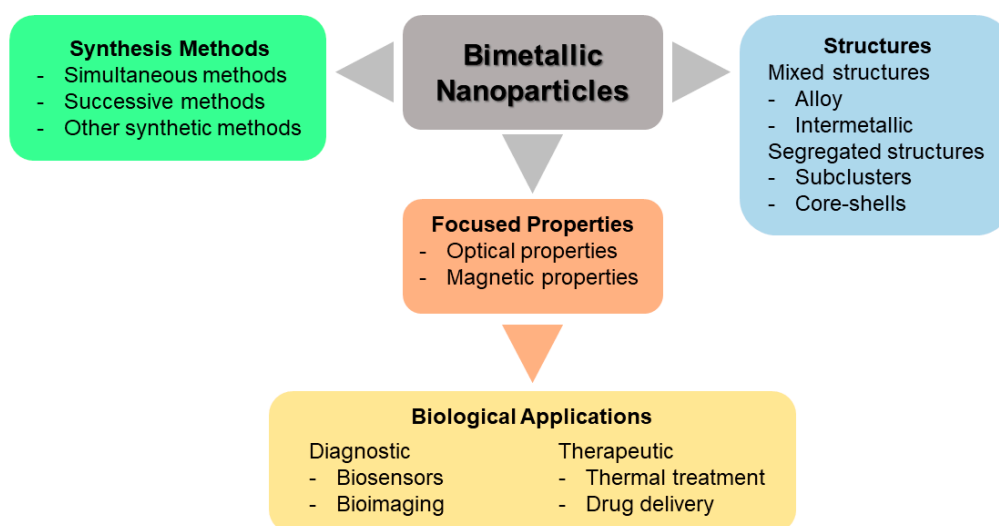 Bimetallic
Nanoparticles
Synthesis Methods
- Simultaneous methods
- Successive methods
- Other synthetic methods
Structures
Mixed structures
- Alloy
- Intermetallic
Segregated structures
- Subclusters
- Core-shells
Focused Properties
- Optical properties
- Magnetic properties
Biological Applications
Diagnostic
- Biosensors
- Bioimaging
Therapeutic
- Thermal treatment
- Drug delivery